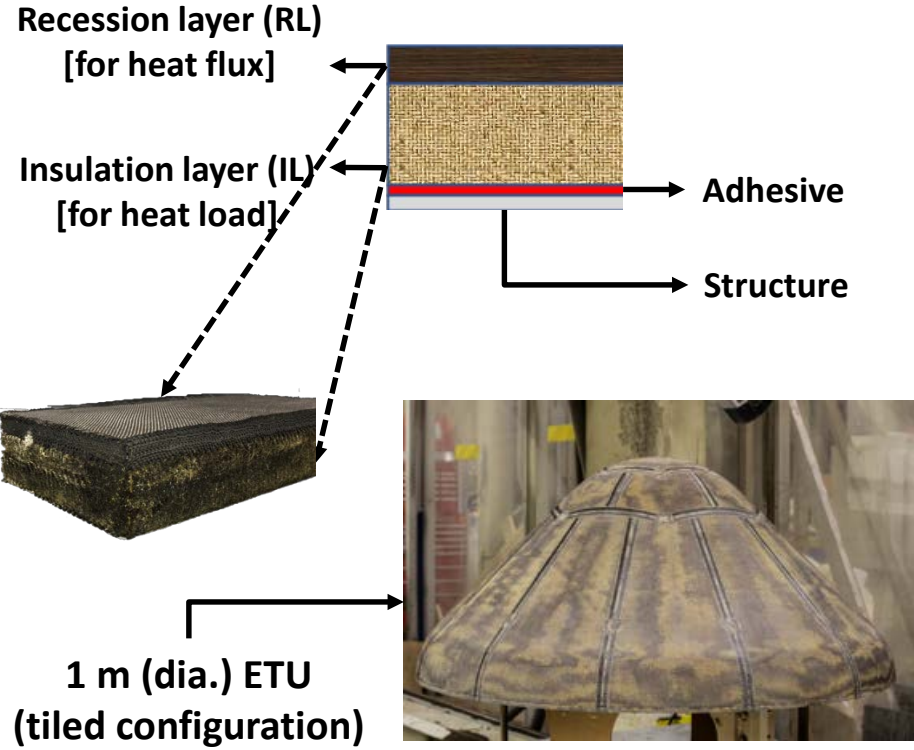 Recession layer (RL)
[for heat flux]
Insulation layer (IL)
[for heat load]
Adhesive
Structure
1 m (dia.) ETU
(tiled configuration)